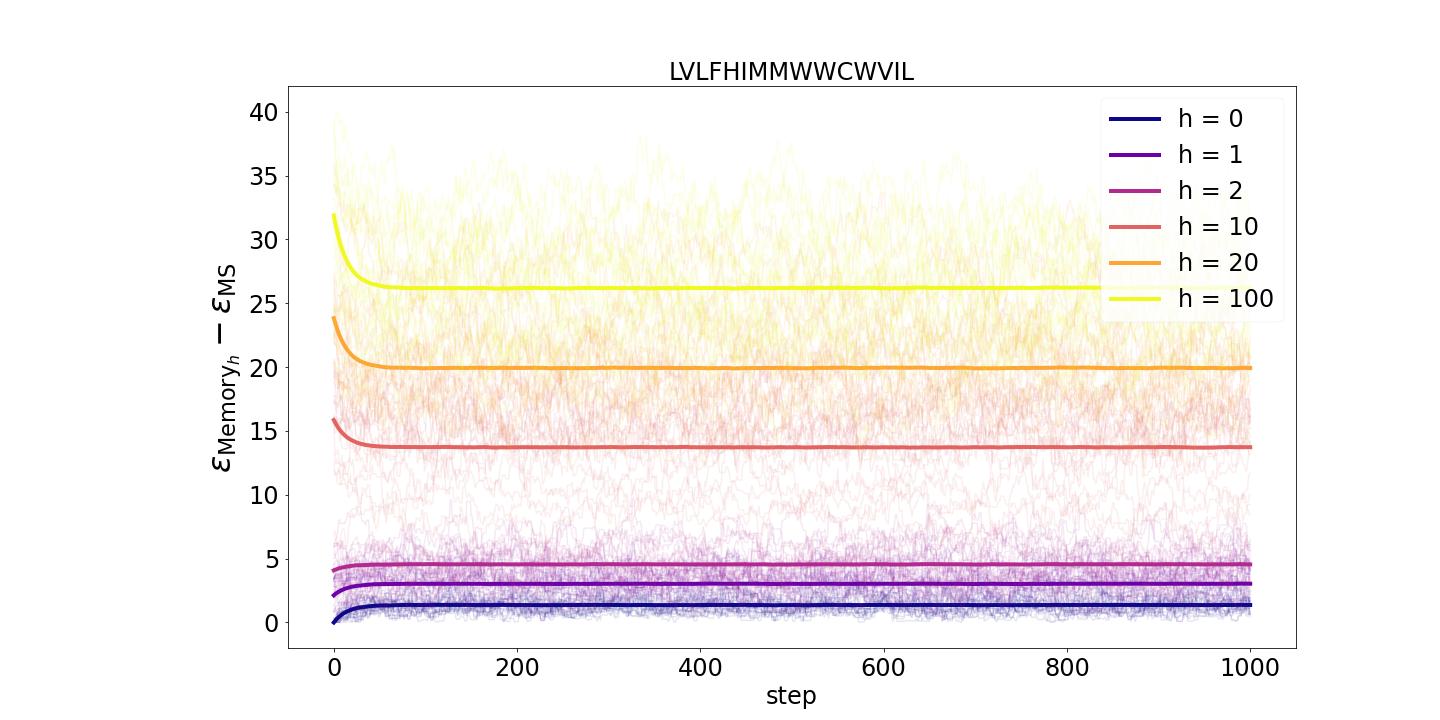 LVLFHIMMWWCWVIL
εMemoryₕ − εMS
40
35
30
25
20
15
10
5
0
h = 0
h = 1
h = 2
h = 10
h = 20
h = 100
0 200 400 600 800 1000
step